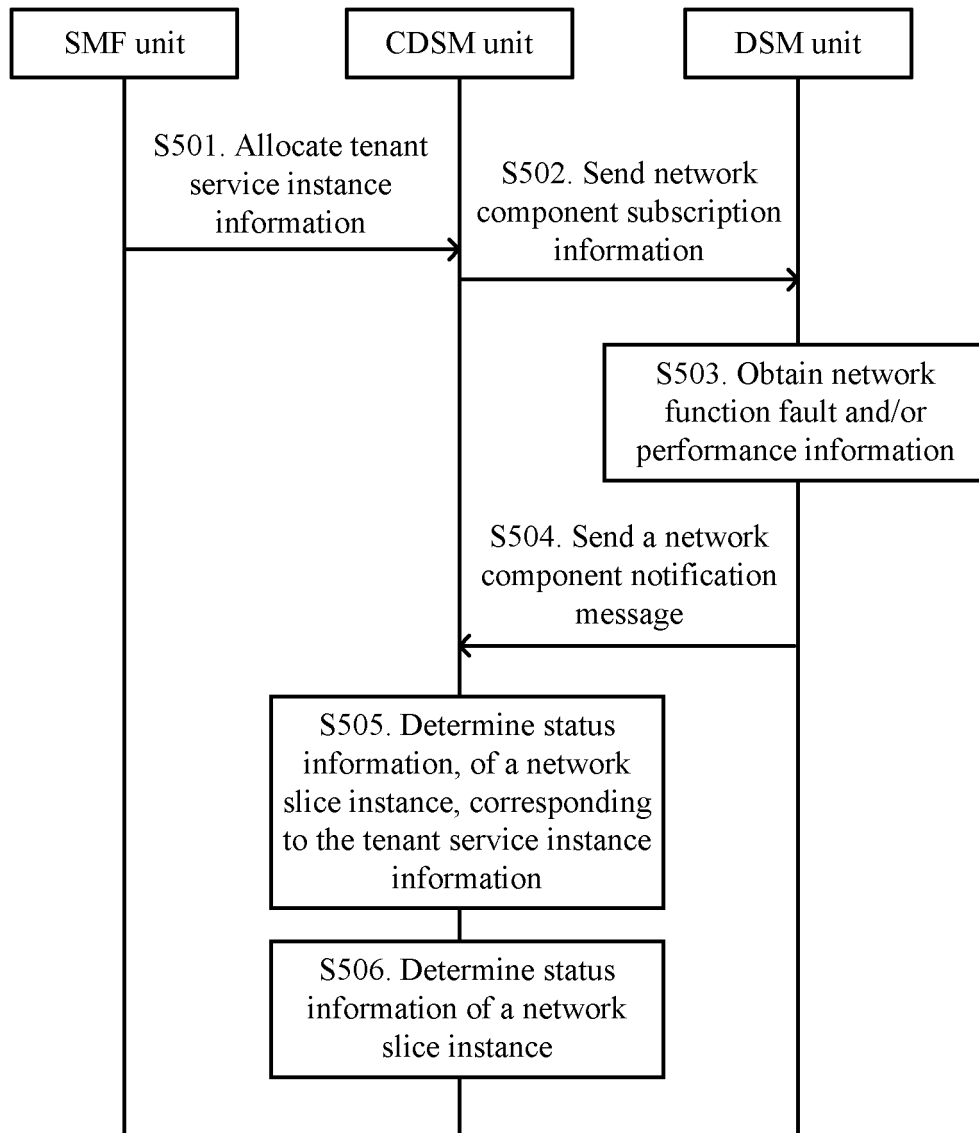 SMF unit
CDSM unit
DSM unit
S501. Allocate tenant
service instance
information
S502. Send network
component subscription
information
S503. Obtain network
function fault and/or
performance information
S504. Send a network
component notification
message
S505. Determine status
information, of a network
slice instance, corresponding
to the tenant service instance
information
S506. Determine status
information of a network
slice instance